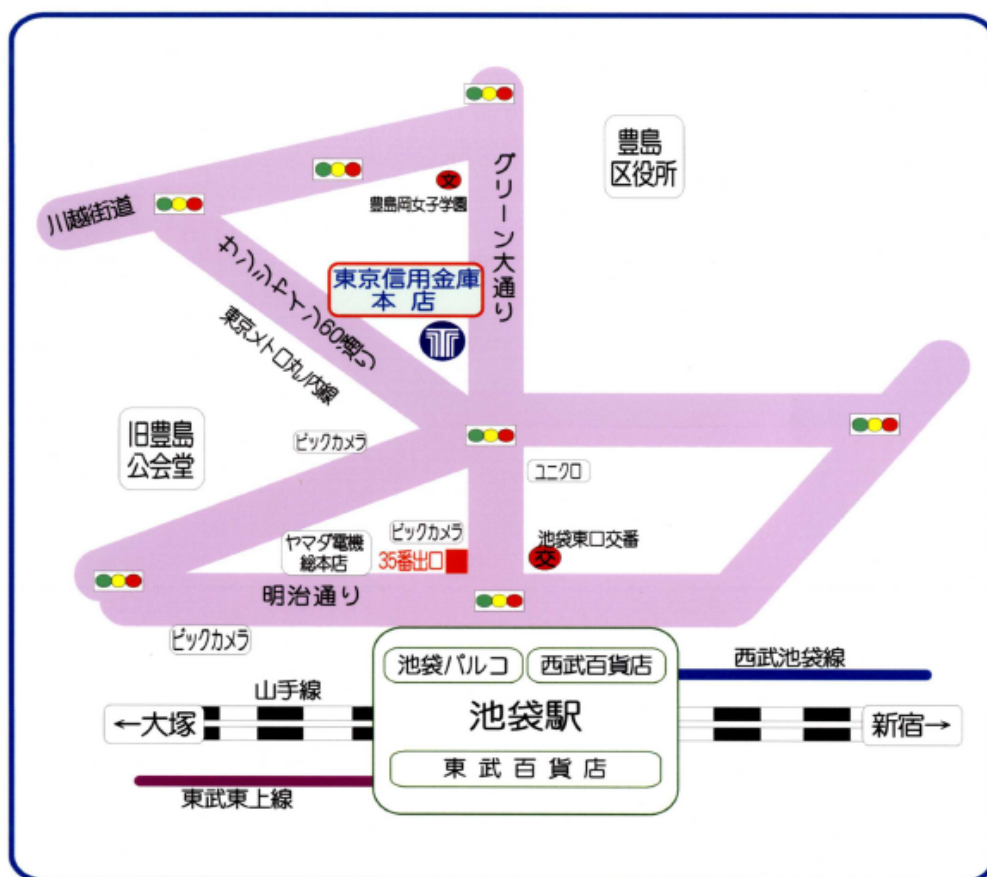 豊島
区役所
グリーン大通り
川越街道
豊島岡女子学園
文
サンシャイン60通り
東京信用金庫
本店
東京メトロ丸ノ内線
旧豊島
公会堂
ビックカメラ
ユニクロ
ビックカメラ
池袋東口交番
交
ヤマダ電機
総本店
35番出口
明治通り
ビックカメラ
池袋パルコ
西武百貨店
西武池袋線
山手線
池袋駅
←大塚
新宿→
東武百貨店
東武東上線